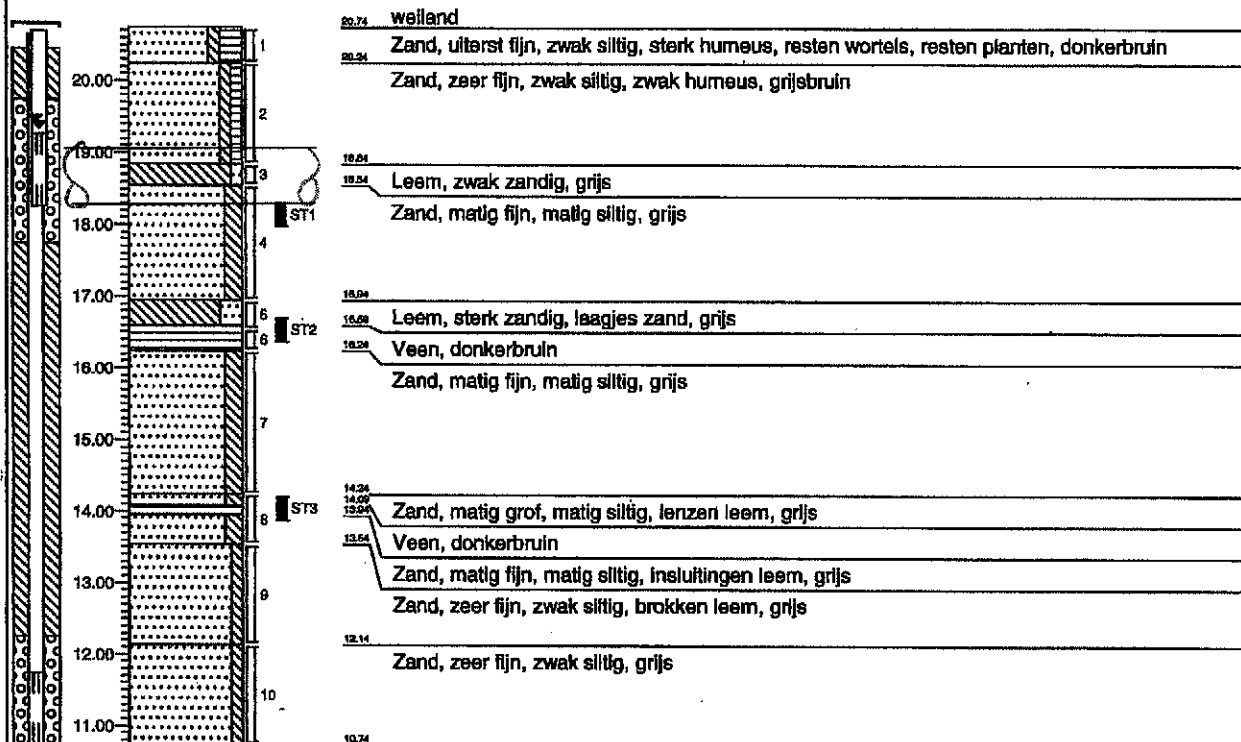 20.74 weiland
Zand, uiterst fijn, zwak siltig, sterk humeus, resten wortels, resten planten, donkerbruin
20.24
Zand, zeer fijn, zwak siltig, zwak humeus, grijsbruin
18.84
18.54 Leem, zwak zandig, grijs
Zand, matig fijn, matig siltig, grijs
16.94
16.59 Leem, sterk zandig, laagjes zand, grijs
16.24 Veen, donkerbruin
Zand, matig fijn, matig siltig, grijs
14.24
14.09 Zand, matig grof, matig siltig, lenzen leem, grijs
13.94
13.54 Veen, donkerbruin
Zand, matig fijn, matig siltig, insluitingen leem, grijs
Zand, zeer fijn, zwak siltig, brokken leem, grijs
12.14
Zand, zeer fijn, zwak siltig, grijs
10.74
20.00
19.00
18.00
17.00
16.00
15.00
14.00
13.00
12.00
11.00
1
2
3
4
6
6
7
8
9
10
ST1
ST2
ST3